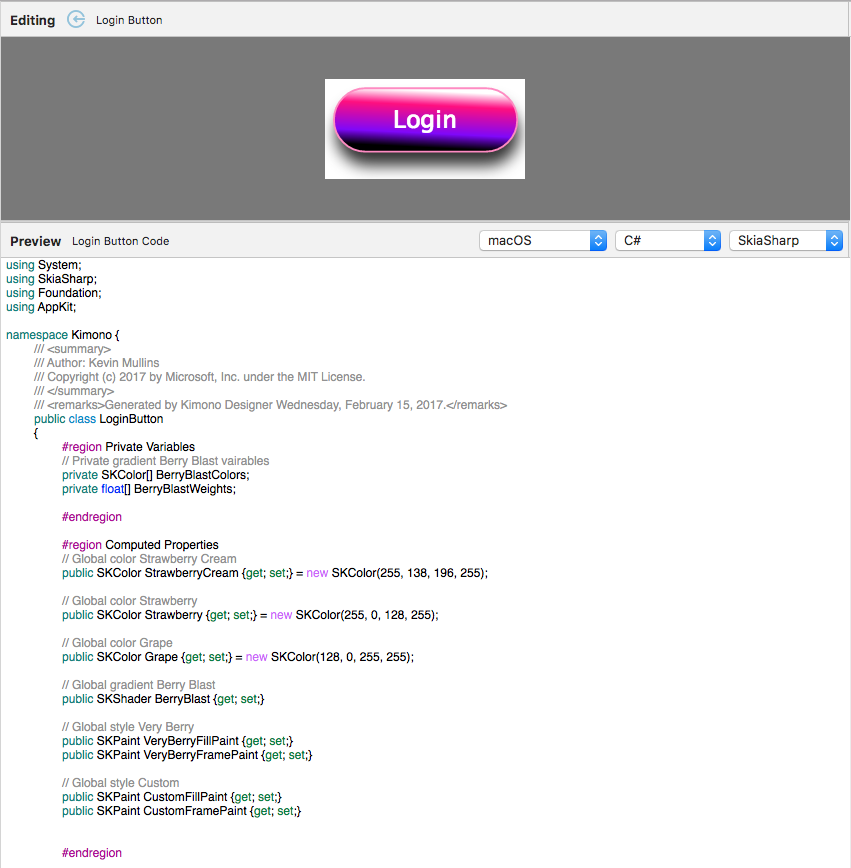 Editing Login Button
Login
Preview Login Button Code macOS C# SkiaSharp
using System;
using SkiaSharp;
using Foundation;
using AppKit;
namespace Kimono {
/// <summary>
/// Author: Kevin Mullins
/// Copyright (c) 2017 by Microsoft, Inc. under the MIT License.
/// </summary>
/// <remarks>Generated by Kimono Designer Wednesday, February 15, 2017.</remarks>
public class LoginButton
{
#region Private Variables
// Private gradient Berry Blast vairables
private SKColor[] BerryBlastColors;
private float[] BerryBlastWeights;
#endregion
#region Computed Properties
// Global color Strawberry Cream
public SKColor StrawberryCream {get; set;} = new SKColor(255, 138, 196, 255);
// Global color Strawberry
public SKColor Strawberry {get; set;} = new SKColor(255, 0, 128, 255);
// Global color Grape
public SKColor Grape {get; set;} = new SKColor(128, 0, 255, 255);
// Global gradient Berry Blast
public SKShader BerryBlast {get; set;}
// Global style Very Berry
public SKPaint VeryBerryFillPaint {get; set;}
public SKPaint VeryBerryFramePaint {get; set;}
// Global style Custom
public SKPaint CustomFillPaint {get; set;}
public SKPaint CustomFramePaint {get; set;}
#endregion